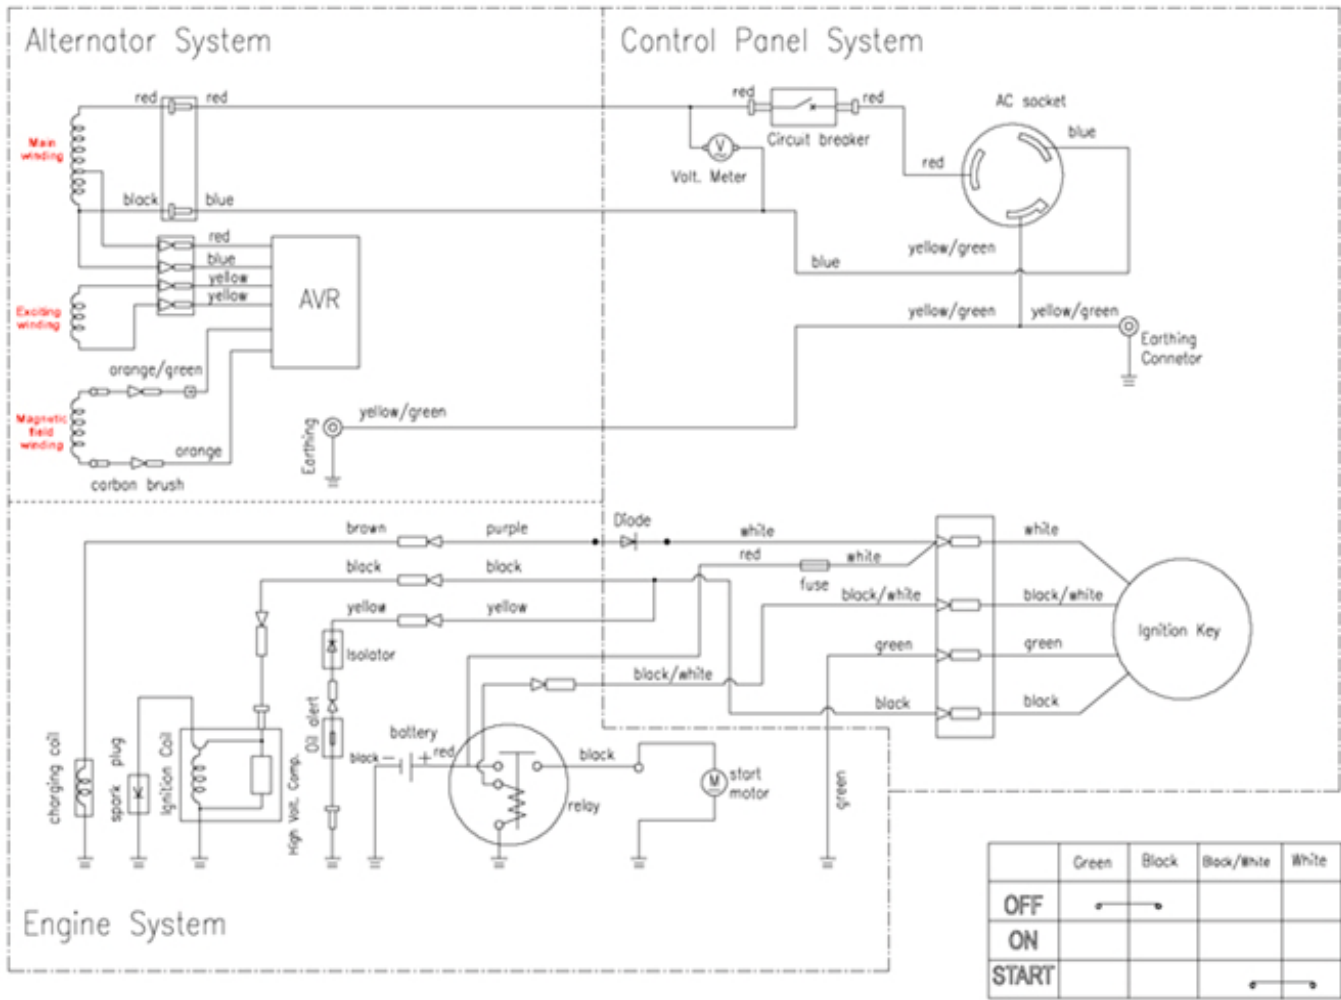 Alternator System
Control Panel System
red
red
red
red
AC socket
blue
Main
winding
Circuit breaker
V
Volt. Meter
red
black
blue
red
blue
yellow
yellow
AVR
yellow/green
blue
Exciting
winding
yellow/green
yellow/green
Earthing
Connetor
orange/green
Magnetic
field
winding
orange
carbon brush
Earthing
yellow/green
brown
purple
Diode
white
white
red
white
fuse
black
black
black/white
black/white
yellow
yellow
Isolator
green
green
Ignition Key
black/white
black
black
Oil alert
battery
black
−
+
red
black
M
start
motor
relay
charging coil
spark plug
Ignition Coil
High Volt. Comp.
green
Engine System
Green
Black
Black/White
White
OFF
ON
START